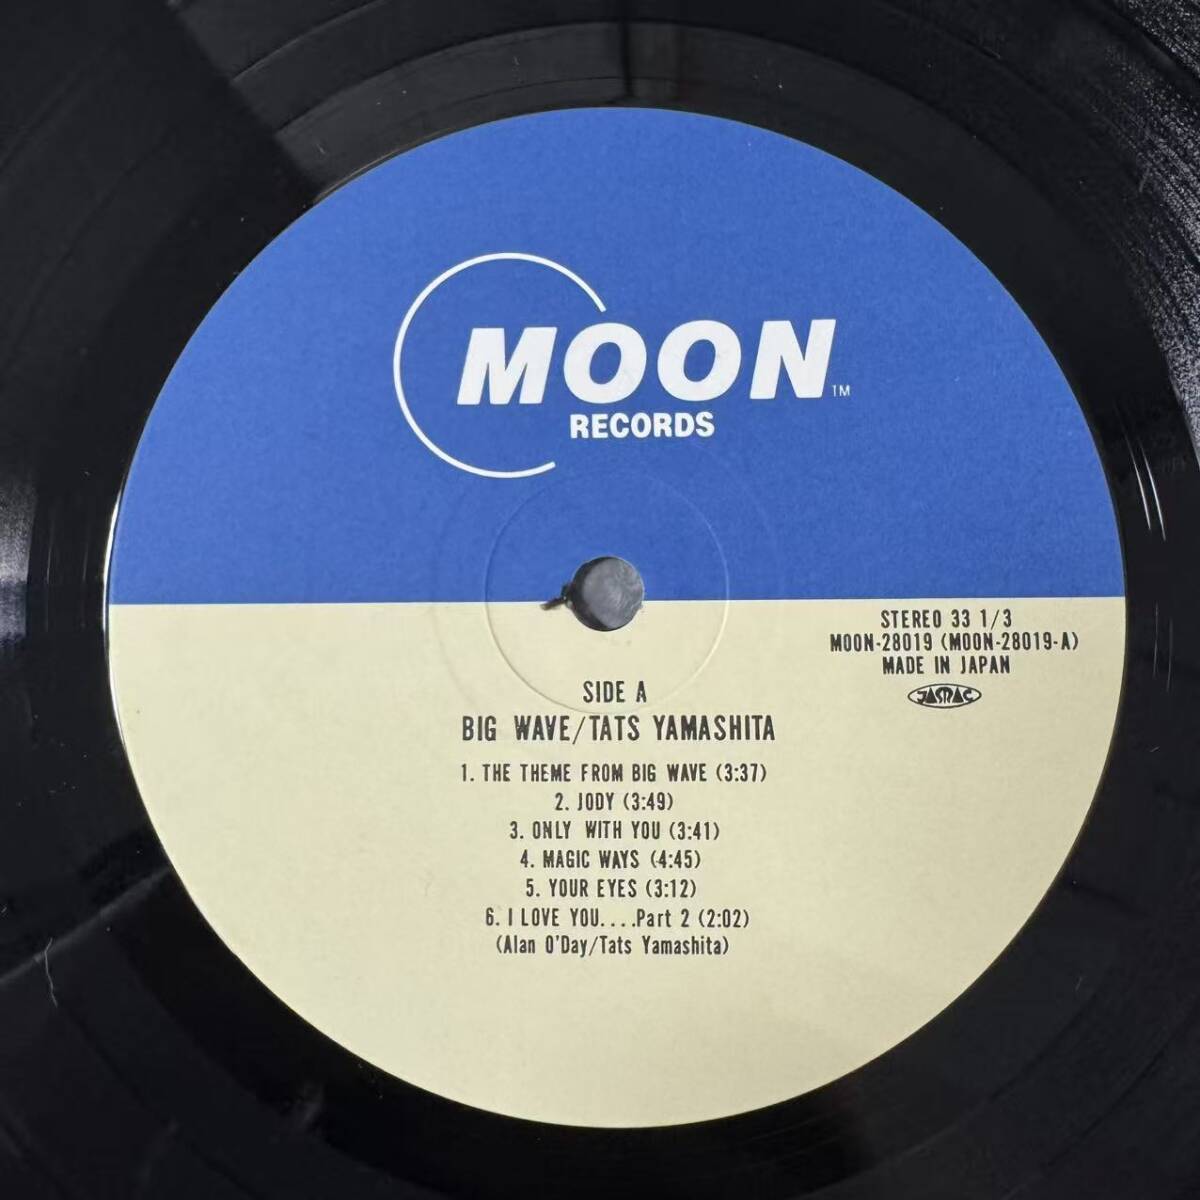 MOON™
RECORDS
STEREO 33 1/3
MOON-28019 (MOON-28019-A)
MADE IN JAPAN
JASRAC
SIDE A
BIG WAVE/TATS YAMASHITA
1. THE THEME FROM BIG WAVE (3:37)
2. JODY (3:49)
3. ONLY WITH YOU (3:41)
4. MAGIC WAYS (4:45)
5. YOUR EYES (3:12)
6. I LOVE YOU....Part 2 (2:02)
(Alan O'Day/Tats Yamashita)